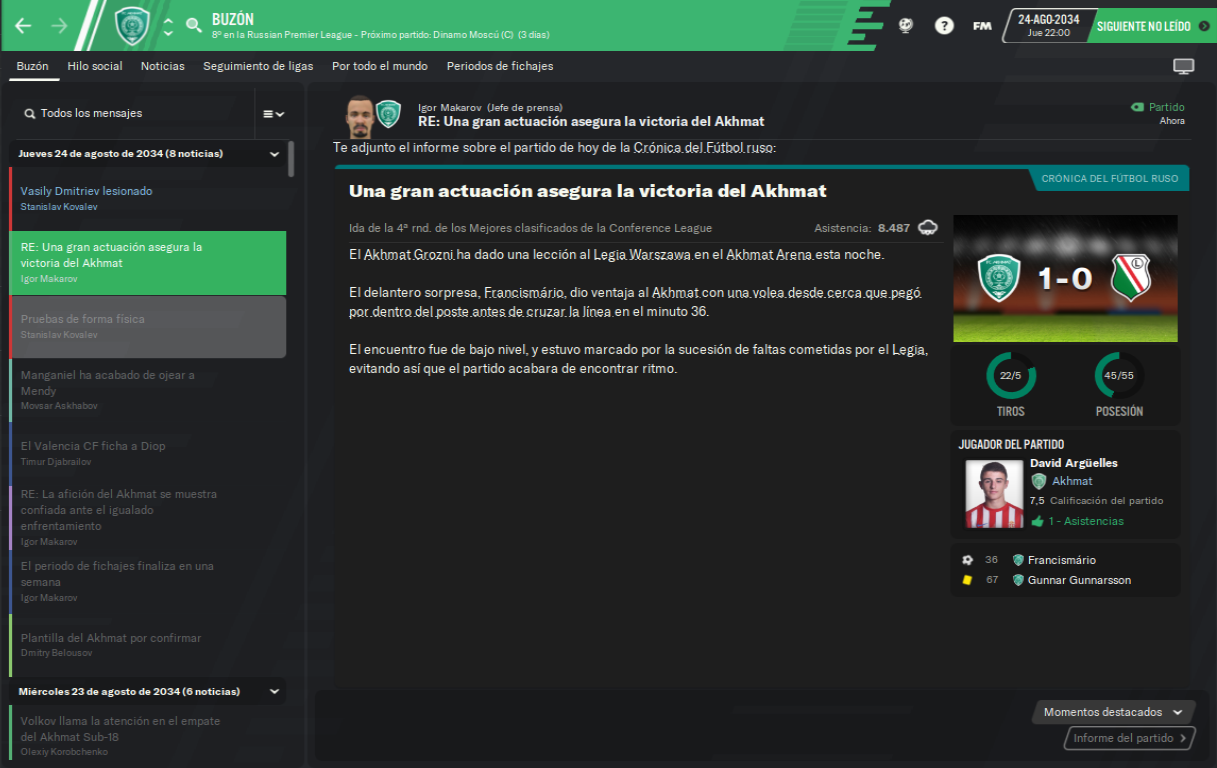 BUZÓN
8º en la Russian Premier League - Próximo partido: Dinamo Moscú (C) (3 días)
?
FM
24-AGO-2034
Jue 22:00
SIGUIENTE NO LEÍDO
Buzón
Hilo social
Noticias
Seguimiento de ligas
Por todo el mundo
Periodos de fichajes
Todos los mensajes
Jueves 24 de agosto de 2034 (8 noticias)
Vasily Dmitriev lesionado
Stanislav Kovalev
RE: Una gran actuación asegura la
victoria del Akhmat
Igor Makarov
Pruebas de forma física
Stanislav Kovalev
Manganiel ha acabado de ojear a
Mendy
Movsar Askhabov
El Valencia CF ficha a Diop
Timur Djabrailov
RE: La afición del Akhmat se muestra
confiada ante el igualado
enfrentamiento
Igor Makarov
El periodo de fichajes finaliza en una
semana
Igor Makarov
Plantilla del Akhmat por confirmar
Dmitry Belousov
Miércoles 23 de agosto de 2034 (6 noticias)
Volkov llama la atención en el empate
del Akhmat Sub-18
Olexiy Korobchenko
Igor Makarov (Jefe de prensa)
RE: Una gran actuación asegura la victoria del Akhmat
Partido
Ahora
Te adjunto el informe sobre el partido de hoy de la Crónica del Fútbol ruso:
CRÓNICA DEL FÚTBOL RUSO
Una gran actuación asegura la victoria del Akhmat
Ida de la 4ª rnd. de los Mejores clasificados de la Conference League
Asistencia: 8.487
El Akhmat Grozni ha dado una lección al Legia Warszawa en el Akhmat Arena esta noche.
El delantero sorpresa, Francismário, dio ventaja al Akhmat con una volea desde cerca que pegó
por dentro del poste antes de cruzar la línea en el minuto 36.
El encuentro fue de bajo nivel, y estuvo marcado por la sucesión de faltas cometidas por el Legia,
evitando así que el partido acabara de encontrar ritmo.
1-0
22/5
TIROS
45/55
POSESIÓN
JUGADOR DEL PARTIDO
David Argüelles
Akhmat
7,5 Calificación del partido
1 - Asistencias
36 Francismário
67 Gunnar Gunnarsson
Momentos destacados
Informe del partido